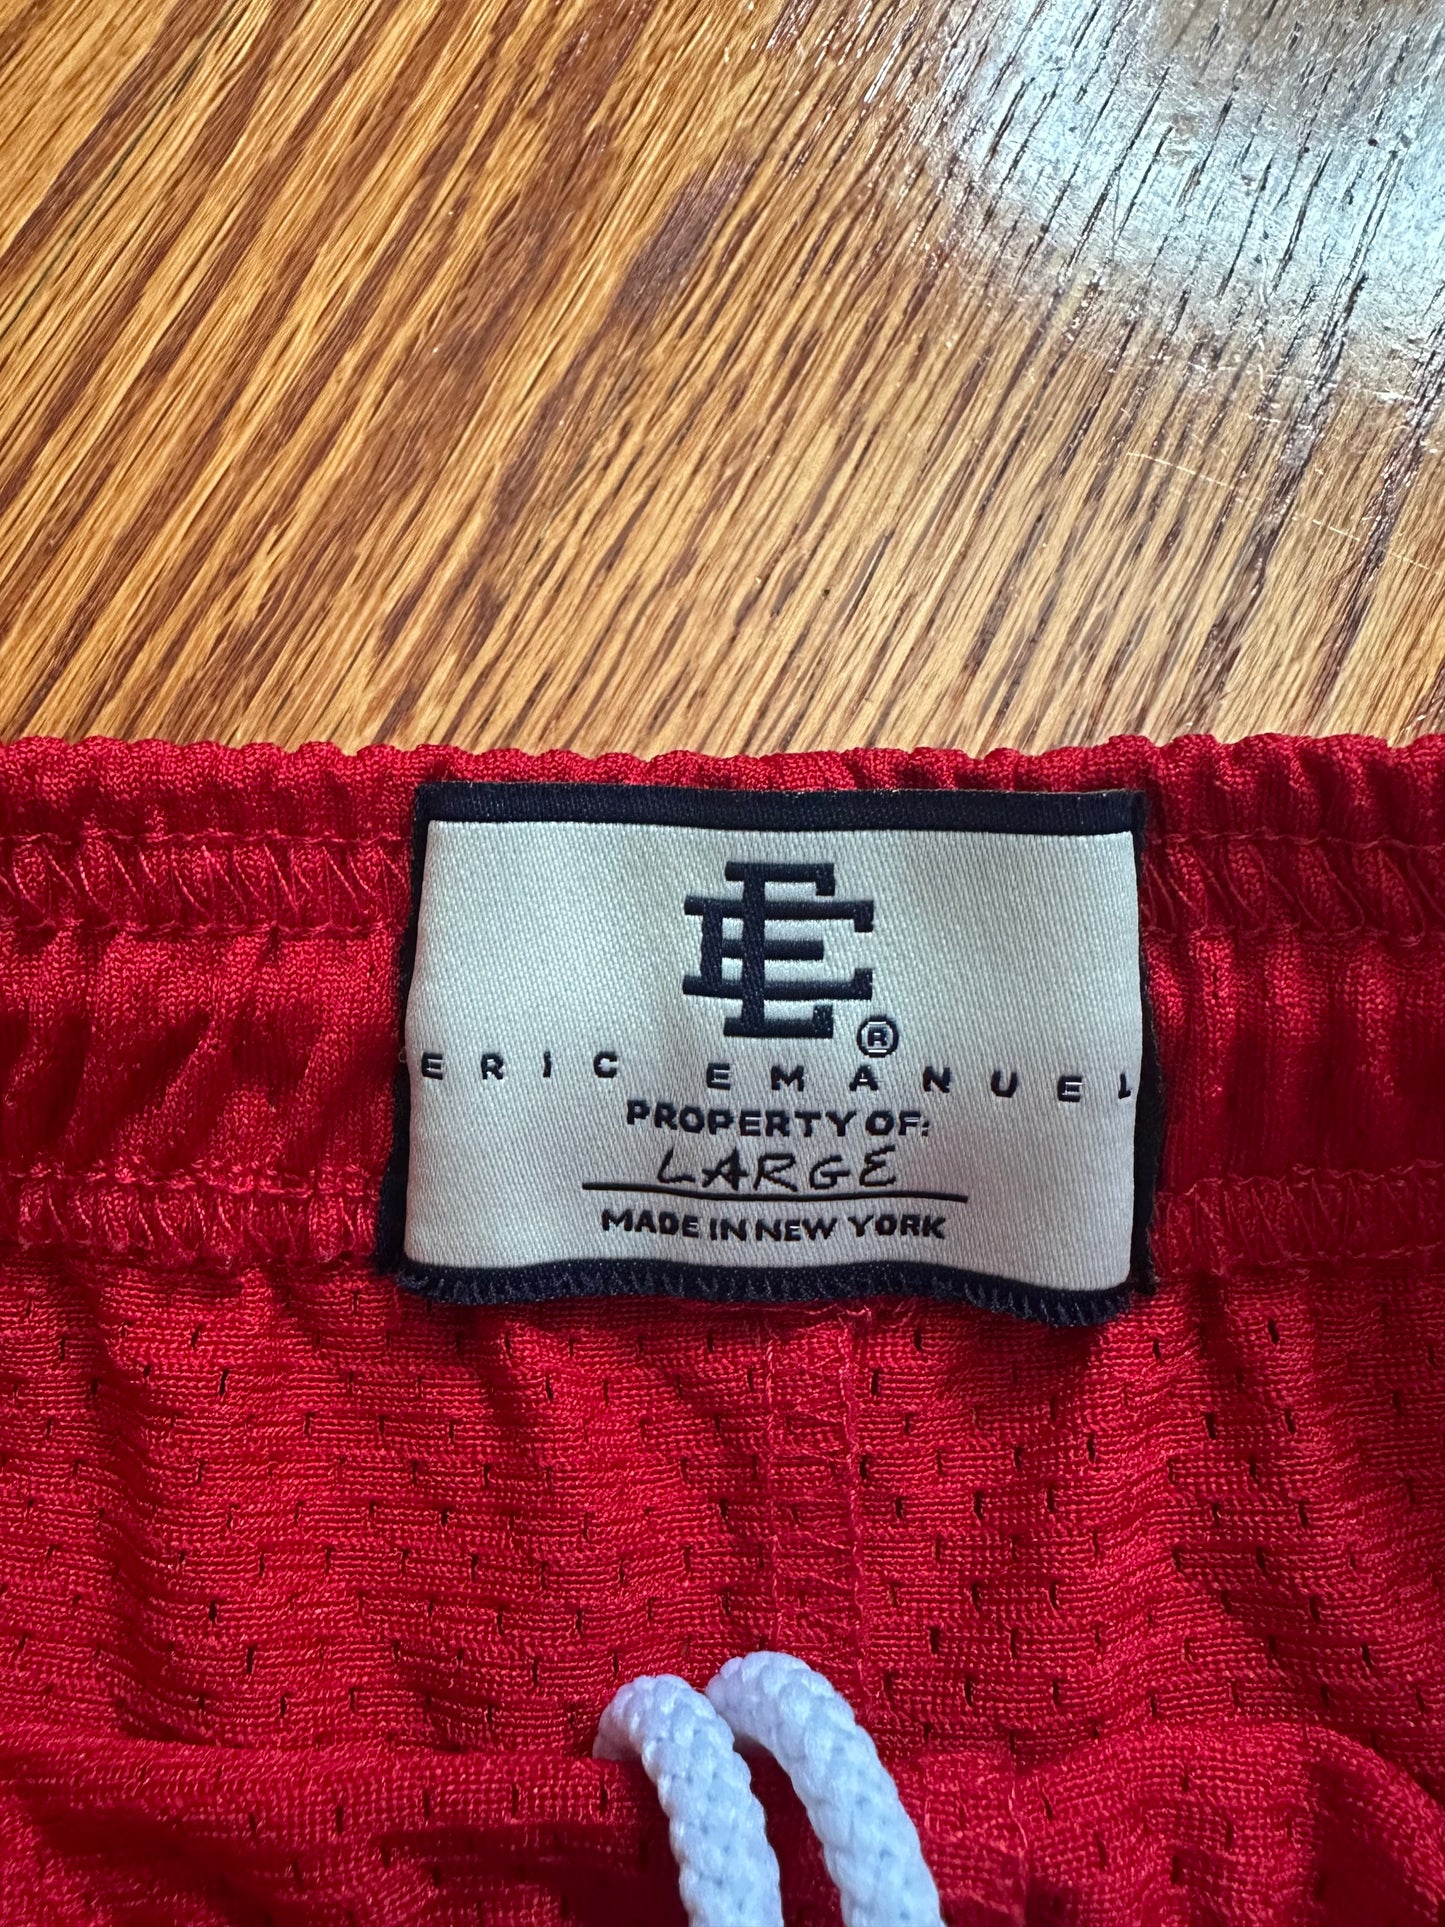 EE®
ERIC EMANUEL
PROPERTY OF:
LARGE
MADE IN NEW YORK